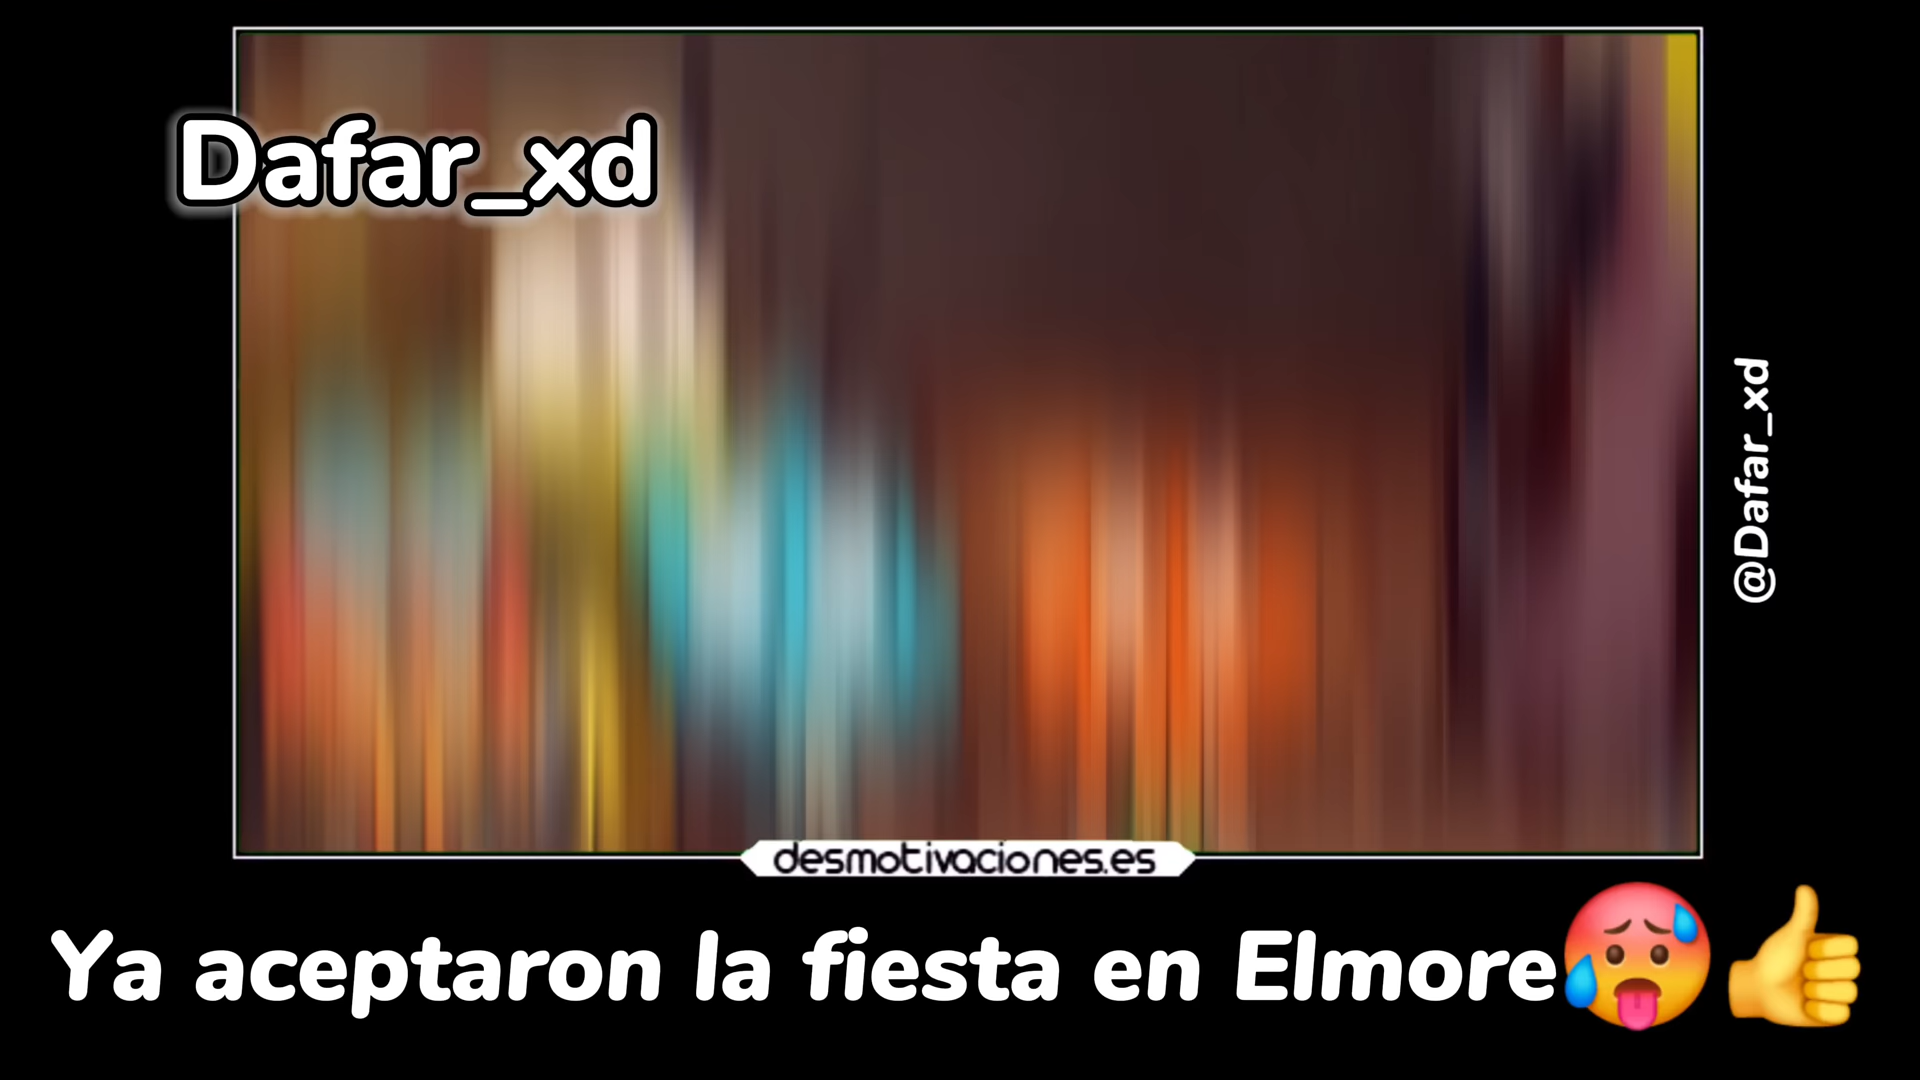 Dafar_xd
@Dafar_xd
desmotivaciones.es
Ya aceptaron la fiesta en Elmore🥵👍